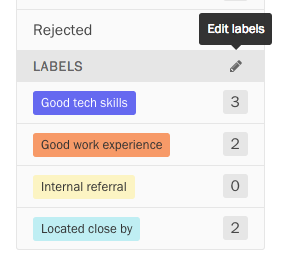 Rejected
Edit labels
LABELS
Good tech skills 3
Good work experience 2
Internal referral 0
Located close by 2